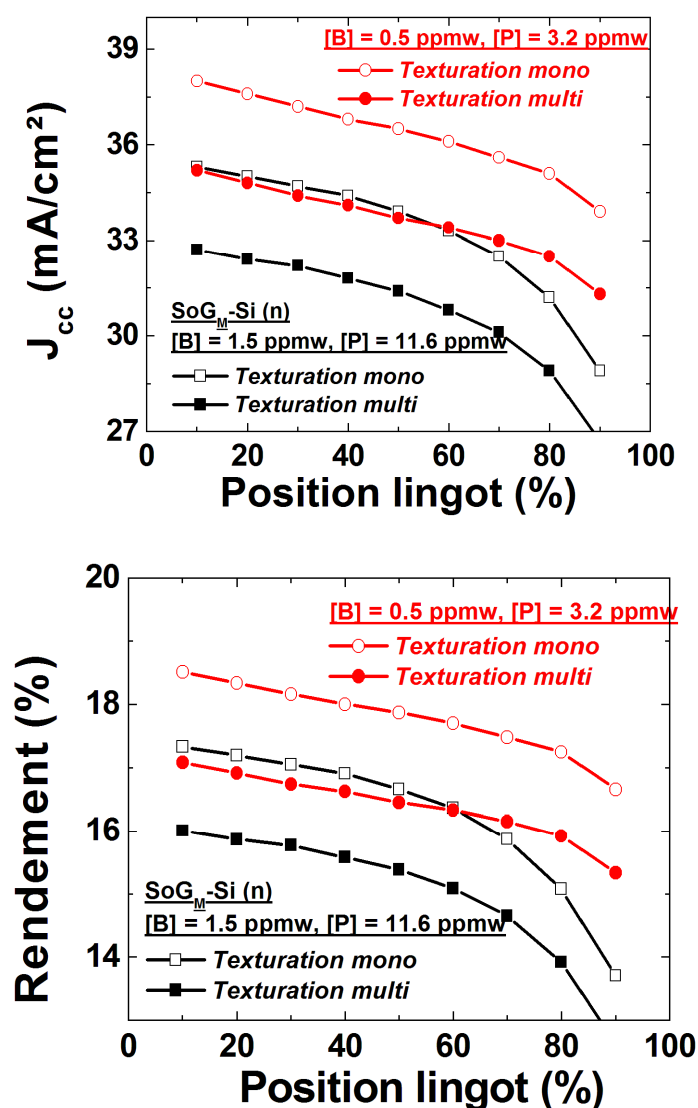 39
[B] = 0.5 ppmw, [P] = 3.2 ppmw
Texturation mono
Texturation multi
36
33
30
27
J_cc (mA/cm²)
SoG_M-Si (n)
[B] = 1.5 ppmw, [P] = 11.6 ppmw
Texturation mono
Texturation multi
0 20 40 60 80 100
Position lingot (%)
20
[B] = 0.5 ppmw, [P] = 3.2 ppmw
Texturation mono
Texturation multi
18
16
14
Rendement (%)
SoG_M-Si (n)
[B] = 1.5 ppmw, [P] = 11.6 ppmw
Texturation mono
Texturation multi
0 20 40 60 80 100
Position lingot (%)